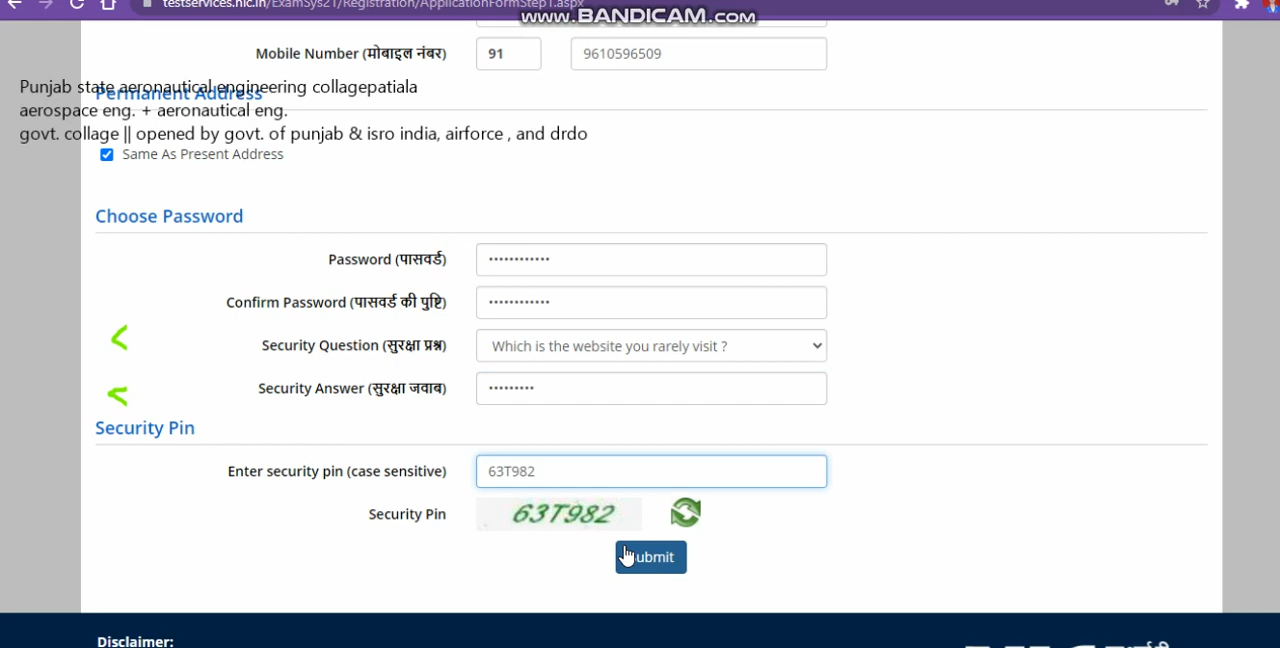 testservices.nic.in/ExamSys21/Registration/ApplicationFormStep1.aspx
www.BANDICAM.com
Mobile Number (मोबाइल नंबर) 91 9610596509
Punjab state aeronautical engineering collagepatiala
Permanent Address
aerospace eng. + aeronautical eng.
govt. collage || opened by govt. of punjab & isro india, airforce , and drdo
Same As Present Address
Choose Password
Password (पासवर्ड) ••••••••••••
Confirm Password (पासवर्ड की पुष्टि) ••••••••••••
Security Question (सुरक्षा प्रश्न) Which is the website you rarely visit ?
Security Answer (सुरक्षा जवाब) •••••••••
Security Pin
Enter security pin (case sensitive) 63T982
Security Pin 63T982
Submit
Disclaimer: